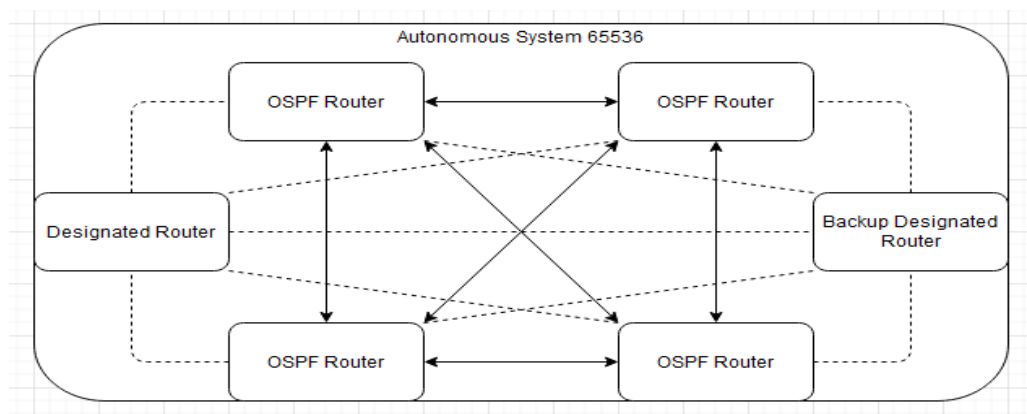 Autonomous System 65536
OSPF Router
OSPF Router
Designated Router
Backup Designated
Router
OSPF Router
OSPF Router